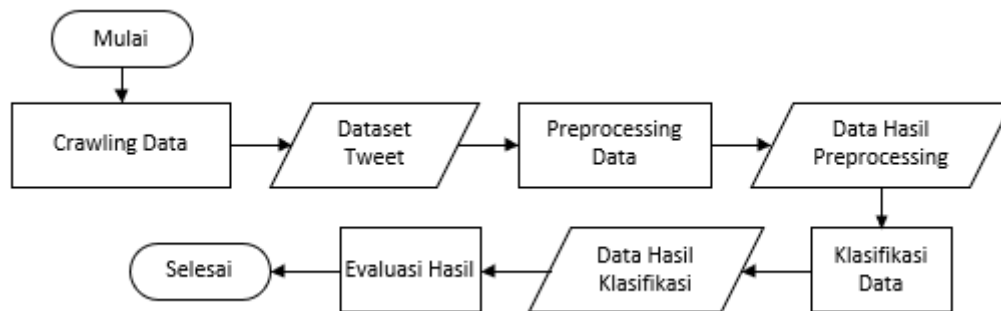 Mulai
Crawling Data
Dataset
Tweet
Preprocessing
Data
Data Hasil
Preprocessing
Klasifikasi
Data
Data Hasil
Klasifikasi
Evaluasi Hasil
Selesai